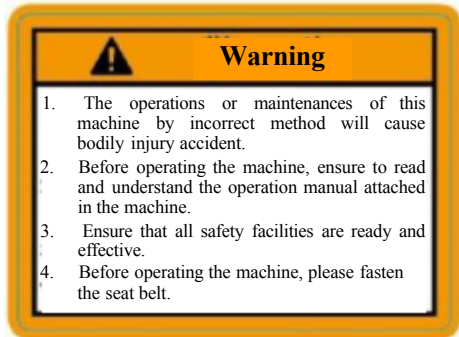 Warning
1. The operations or maintenances of this
machine by incorrect method will cause
bodily injury accident.
2. Before operating the machine, ensure to read
and understand the operation manual attached
in the machine.
3. Ensure that all safety facilities are ready and
effective.
4. Before operating the machine, please fasten
the seat belt.